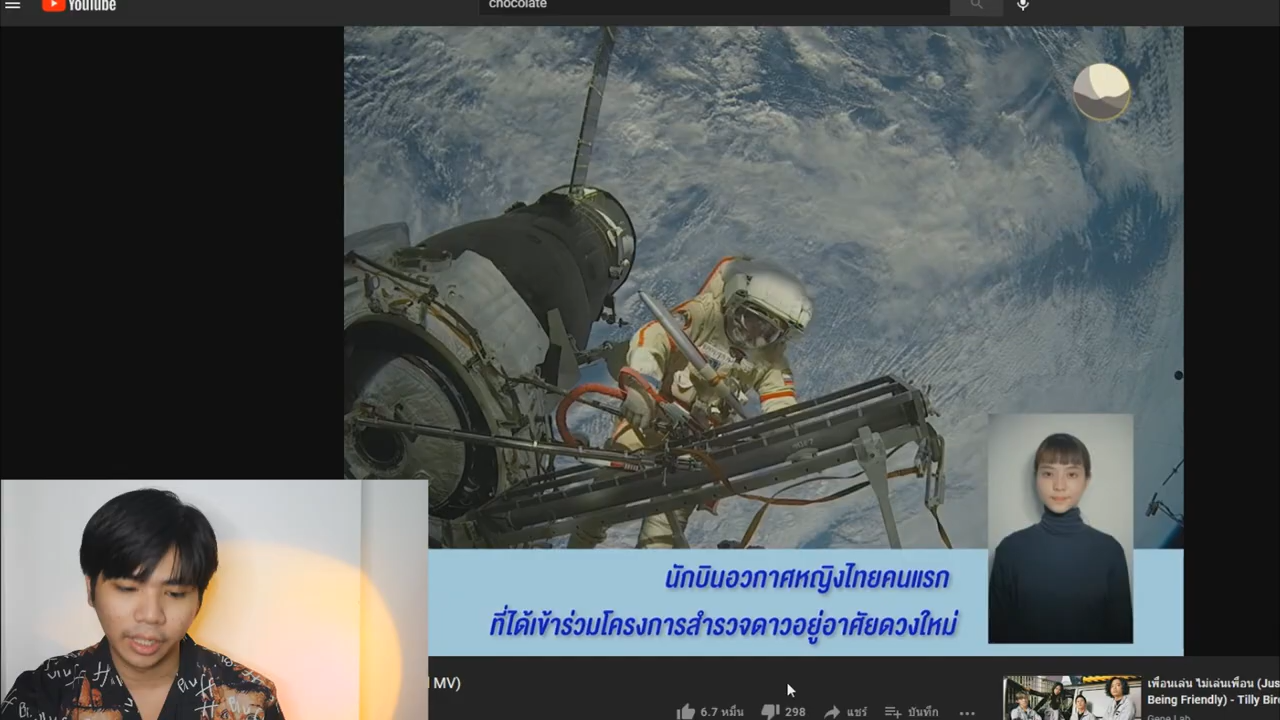 YouTube
chocolate
นักบินอวกาศหญิงไทยคนแรก
ที่ได้เข้าร่วมโครงการสำรวจดาวอยู่อาศัยดวงใหม่
MV)
6.7 หมื่น
298
แชร์
บันทึก
เพื่อนเล่น ไม่เล่นเพื่อน (Jus
Being Friendly) - Tilly Bir
Gene Lab